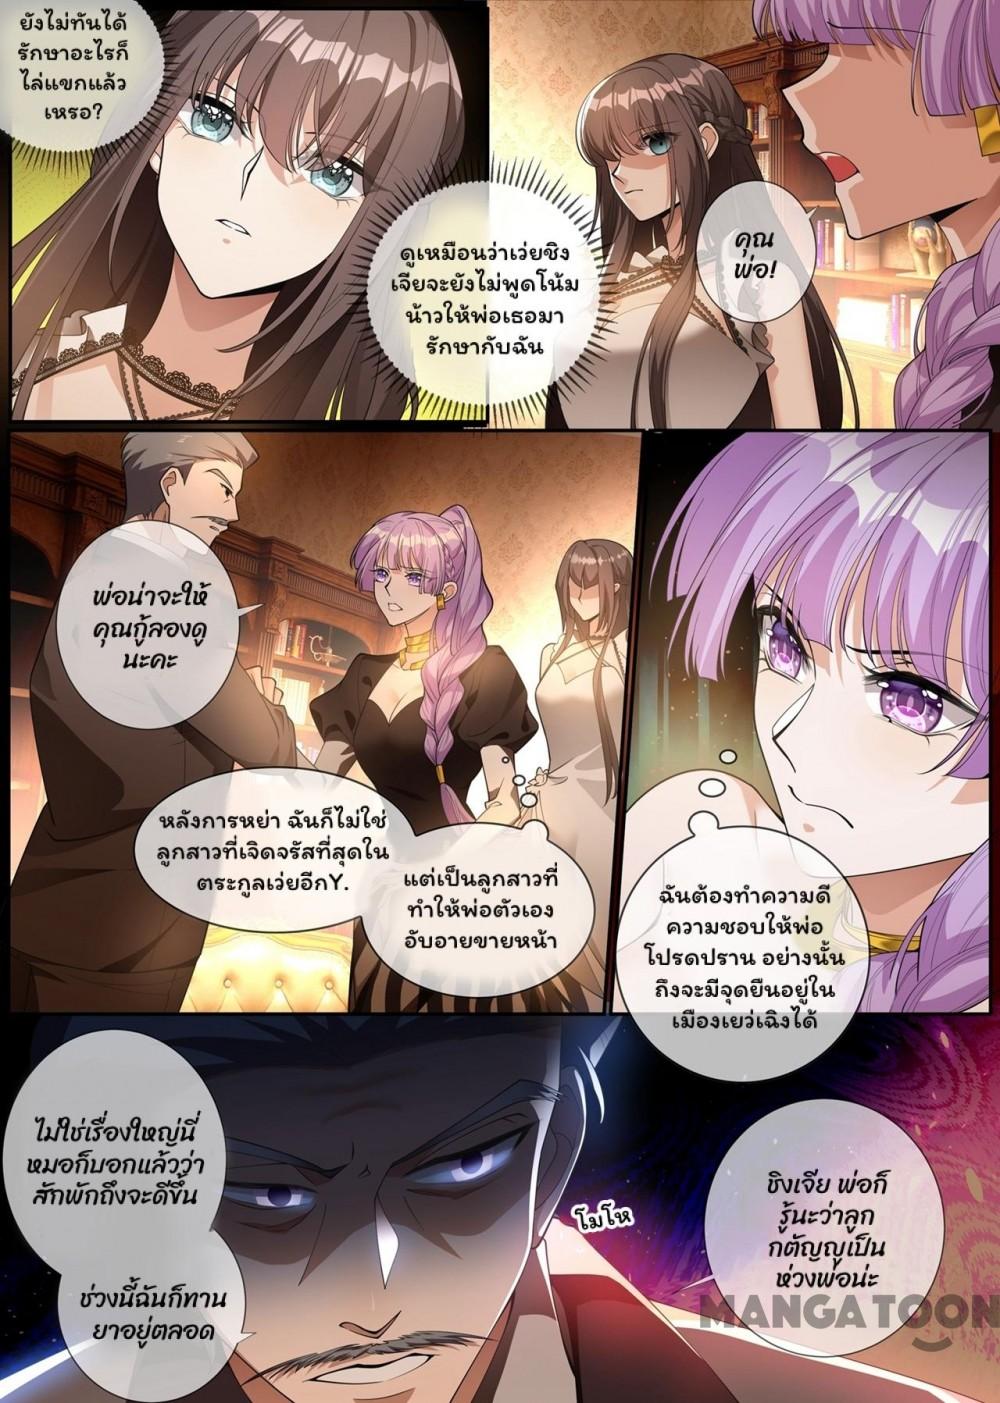 ยังไม่ทันได้
รักษาอะไรก็
ไล่แขกแล้ว
เหรอ?
ดูเหมือนว่าเว่ยชิง
เจียจะยังไม่พูดโน้ม
น้าวให้พ่อเธอมา
รักษากับฉัน
คุณ
พ่อ!
พ่อน่าจะให้
คุณกู้ลองดู
นะคะ
หลังการหย่า ฉันก็ไม่ใช่
ลูกสาวที่เจิดจรัสที่สุดใน
ตระกูลเว่ยอีกY.
แต่เป็นลูกสาวที่
ทำให้พ่อตัวเอง
อับอายขายหน้า
ฉันต้องทำความดี
ความชอบให้พ่อ
โปรดปราน อย่างนั้น
ถึงจะมีจุดยืนอยู่ใน
เมืองเยว่เฉิงได้
ไม่ใช่เรื่องใหญ่นี่
หมอก็บอกแล้วว่า
สักพักถึงจะดีขึ้น
ช่วงนี้ฉันก็ทาน
ยาอยู่ตลอด
โมโห
ชิงเจีย พ่อก็
รู้นะว่าลูก
กตัญญูเป็น
ห่วงพ่อน่ะ
MANGATOON